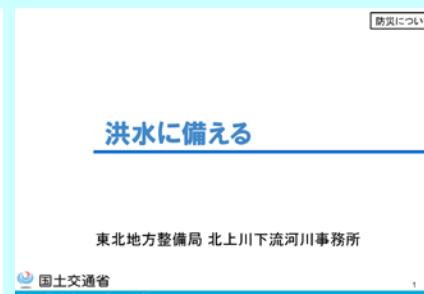 防災につい
洪水に備える
東北地方整備局 北上川下流河川事務所
国土交通省
1